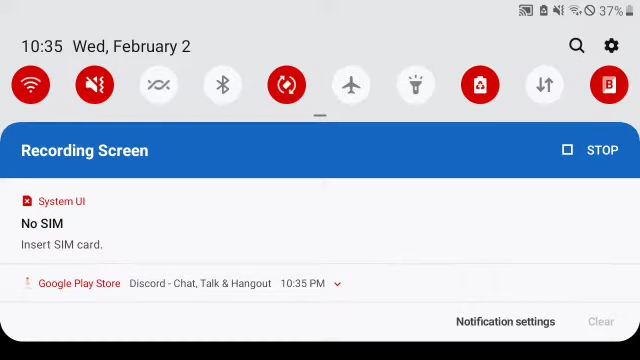 37%
10:35 Wed, February 2
B
Recording Screen
STOP
System UI
No SIM
Insert SIM card.
Google Play Store Discord - Chat, Talk & Hangout 10:35 PM
Notification settings Clear